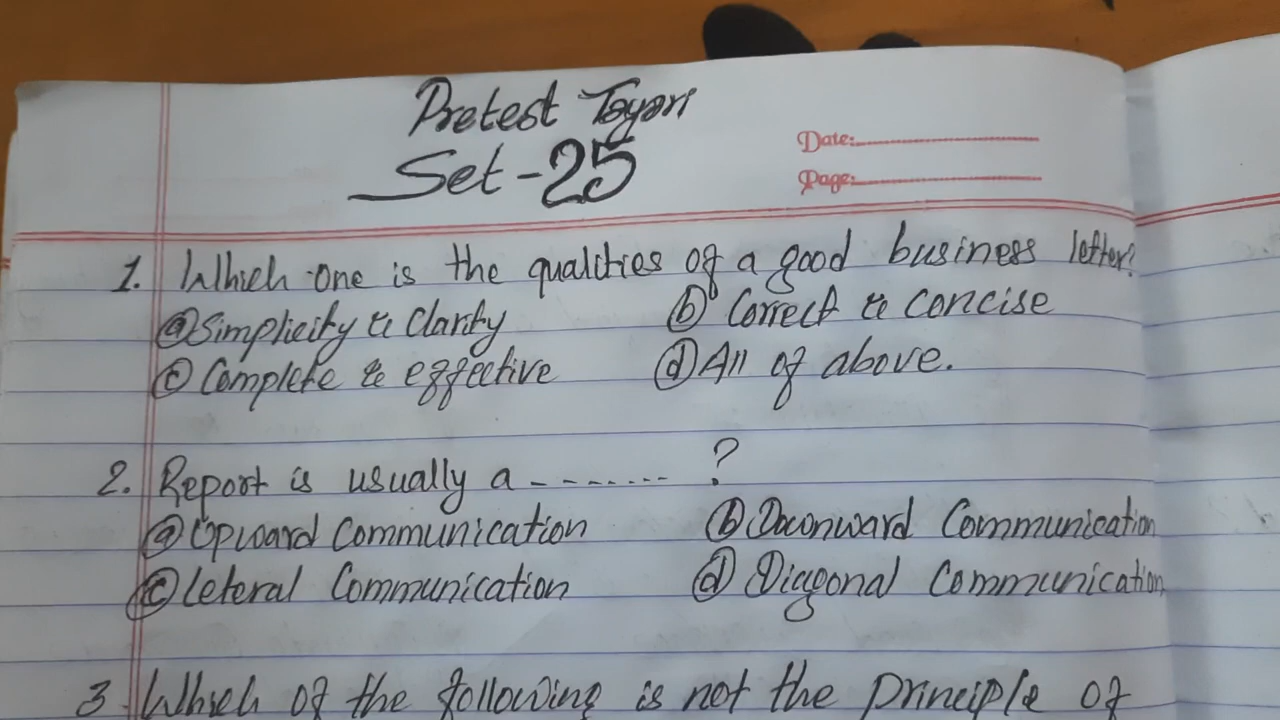 Pretest Tayari
Set-25
Date:
Page:
1. Which one is the qualities of a good business letter?
ⓐ Simplicity & Clarity ⓑ Correct & concise
ⓒ Complete & effective ⓓ All of above.
2. Report is usually a -------- ?
ⓐ Upward Communication ⓑ Downward Communication
ⓒ Leteral Communication ⓓ Diagonal Communication
3. Which of the following is not the principle of